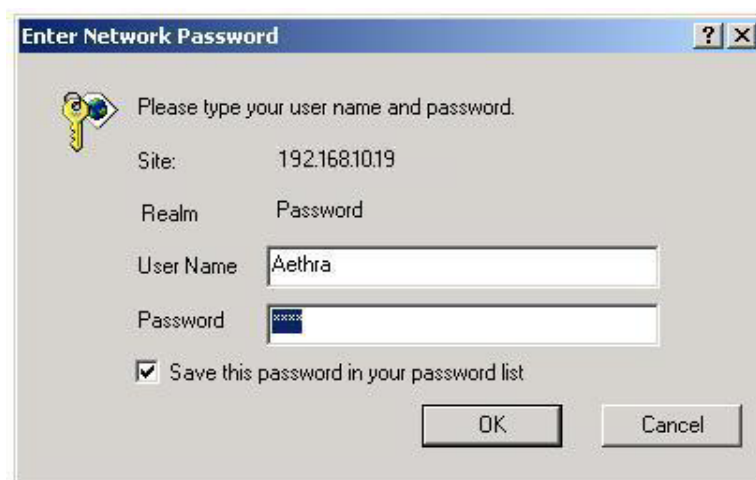 Enter Network Password
Please type your user name and password.
Site: 192.168.10.19
Realm Password
User Name Aethra
Password ****
Save this password in your password list
OK Cancel